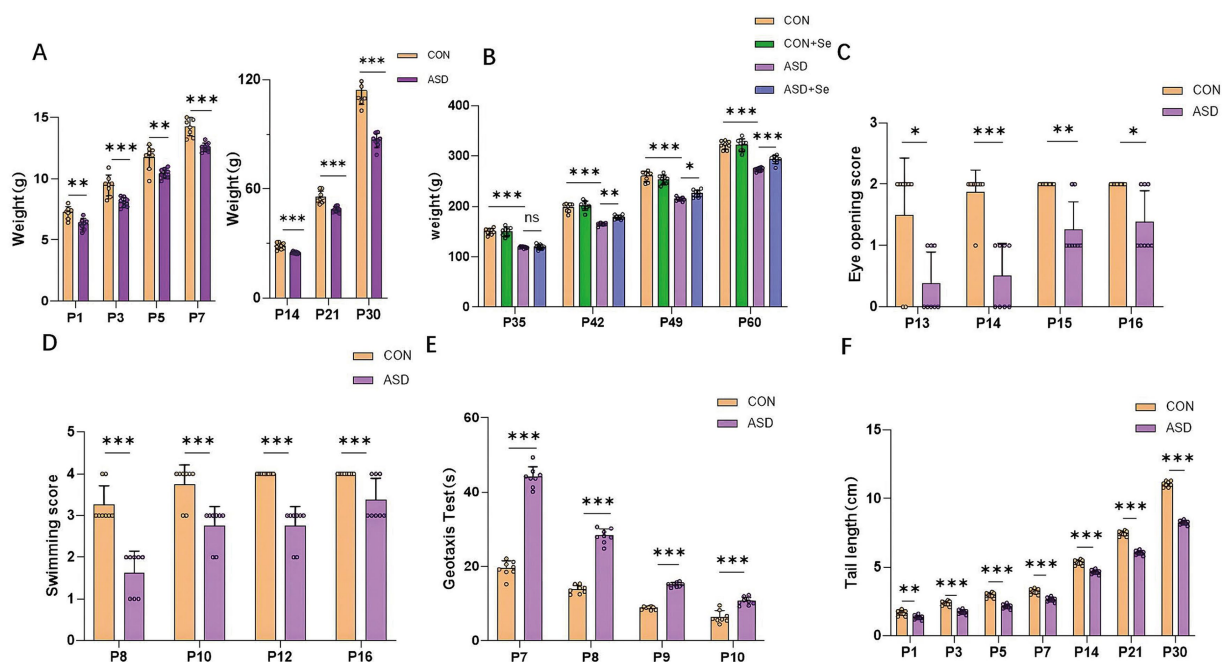 A
CON
ASD
Weight(g)
15
10
5
0
**
***
**
***
P1 P3 P5 P7
Weight(g)
120
60
0
***
***
***
P14 P21 P30
B
CON
CON+Se
ASD
ASD+Se
weight(g)
400
300
200
100
0
***
ns
***
**
***
*
***
***
P35 P42 P49 P60
C
CON
ASD
Eye opening score
3
2
1
0
*
***
**
*
P13 P14 P15 P16
D
CON
ASD
Swimming score
5
4
3
2
1
0
***
***
***
***
P8 P10 P12 P16
E
CON
ASD
Geotaxis Test(s)
60
40
20
0
***
***
***
***
P7 P8 P9 P10
F
CON
ASD
Tail length(cm)
15
10
5
0
**
***
***
***
***
***
***
P1 P3 P5 P7 P14 P21 P30